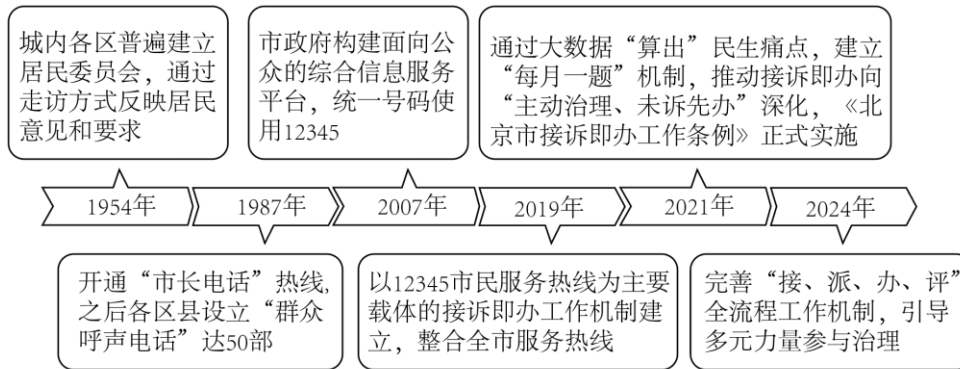 城内各区普遍建立
居民委员会，通过
走访方式反映居民
意见和要求
市政府构建面向公
众的综合信息服务
平台，统一号码使
用12345
通过大数据“算出”民生痛点，建立
“每月一题”机制，推动接诉即办向
“主动治理、未诉先办”深化，《北
京市接诉即办工作条例》正式实施
1954年
1987年
2007年
2019年
2021年
2024年
开通“市长电话”热线,
之后各区县设立“群众
呼声电话”达50部
以12345市民服务热线为主要
载体的接诉即办工作机制建
立，整合全市服务热线
完善“接、派、办、评”
全流程工作机制，引导
多元力量参与治理